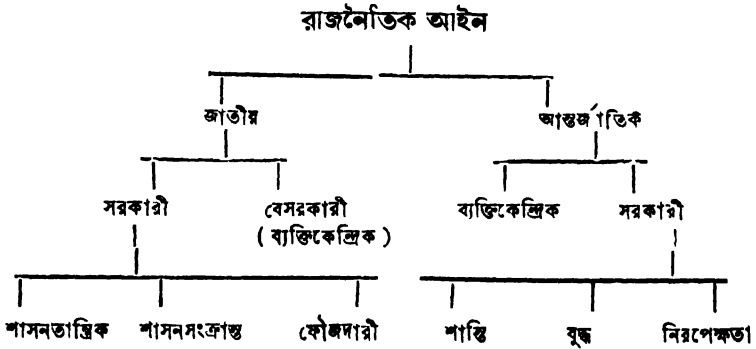 রাজনৈতিক আইন
জাতীয় আন্তর্জাতিক
সরকারী বেসরকারী ব্যক্তিকেন্দ্রিক সরকারী
( ব্যক্তিকেন্দ্রিক )
শাসনতান্ত্রিক শাসনসংক্রান্ত ফৌজদারী শান্তি যুদ্ধ নিরপেক্ষতা